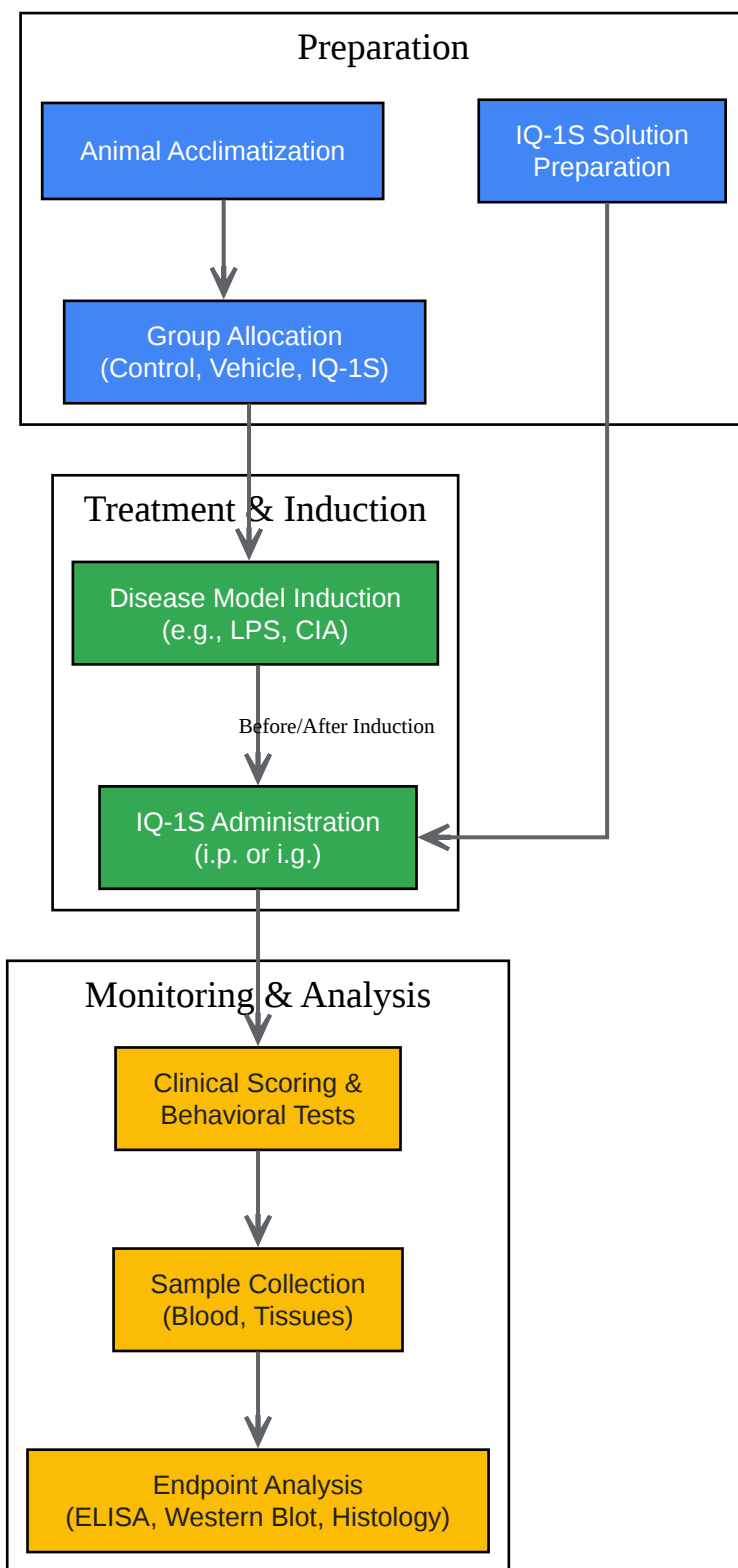 Preparation
Animal Acclimatization
IQ-1S Solution
Preparation
Group Allocation
(Control, Vehicle, IQ-1S)
Treatment & Induction
Disease Model Induction
(e.g., LPS, CIA)
Before/After Induction
IQ-1S Administration
(i.p. or i.g.)
Monitoring & Analysis
Clinical Scoring &
Behavioral Tests
Sample Collection
(Blood, Tissues)
Endpoint Analysis
(ELISA, Western Blot, Histology)